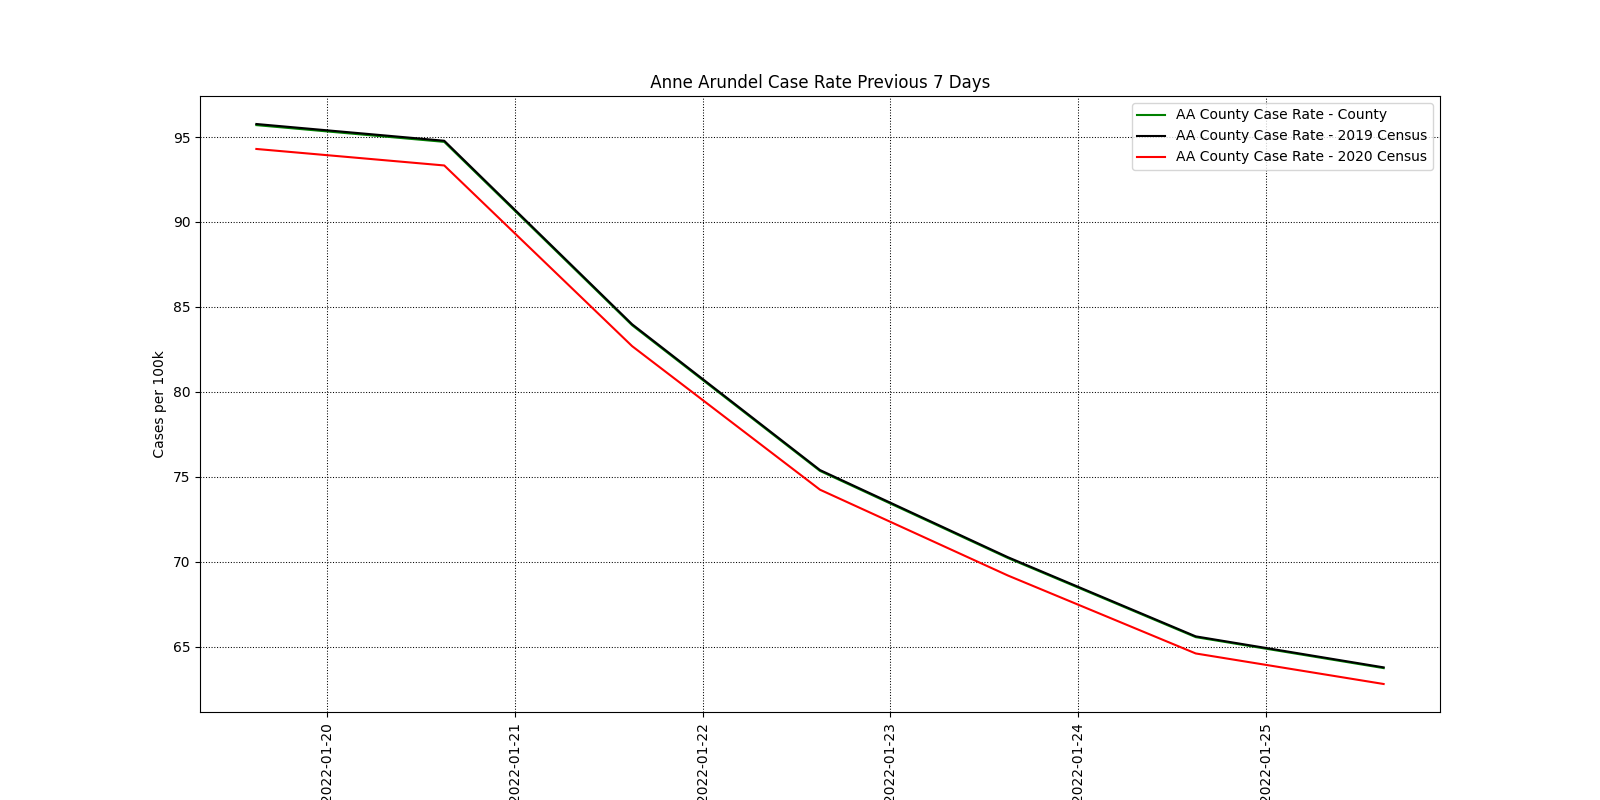 Anne Arundel Case Rate Previous 7 Days
AA County Case Rate - County
AA County Case Rate - 2019 Census
AA County Case Rate - 2020 Census
95
90
85
80
75
70
65
Cases per 100k
2022-01-20
2022-01-21
2022-01-22
2022-01-23
2022-01-24
2022-01-25